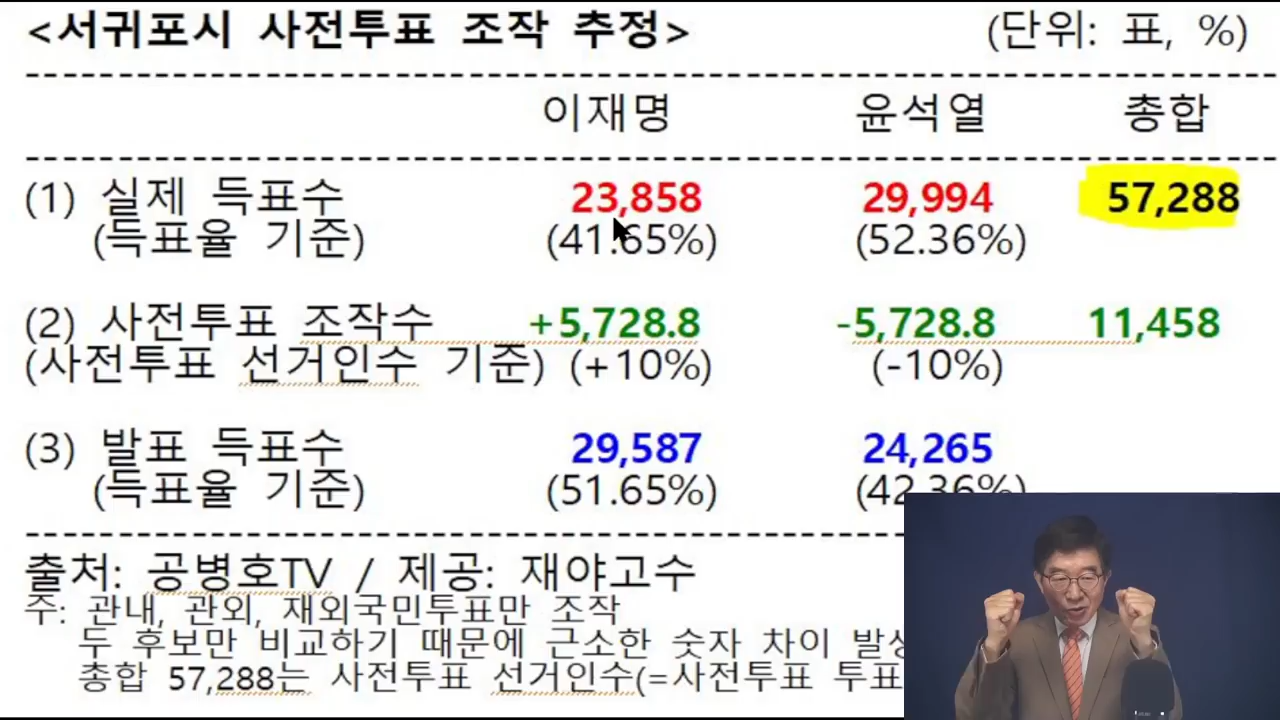 <서귀포시 사전투표 조작 추정> (단위: 표, %)
이재명 윤석열 총합
(1) 실제 득표수 23,858 29,994 57,288
(득표율 기준) (41.65%) (52.36%)
(2) 사전투표 조작수 +5,728.8 -5,728.8 11,458
(사전투표 선거인수 기준) (+10%) (-10%)
(3) 발표 득표수 29,587 24,265
(득표율 기준) (51.65%) (42.36%)
출처: 공병호TV / 제공: 재야고수
주: 관내, 관외, 재외국민투표만 조작
두 후보만 비교하기 때문에 근소한 숫자 차이 발생
총합 57,288는 사전투표 선거인수(=사전투표 투표